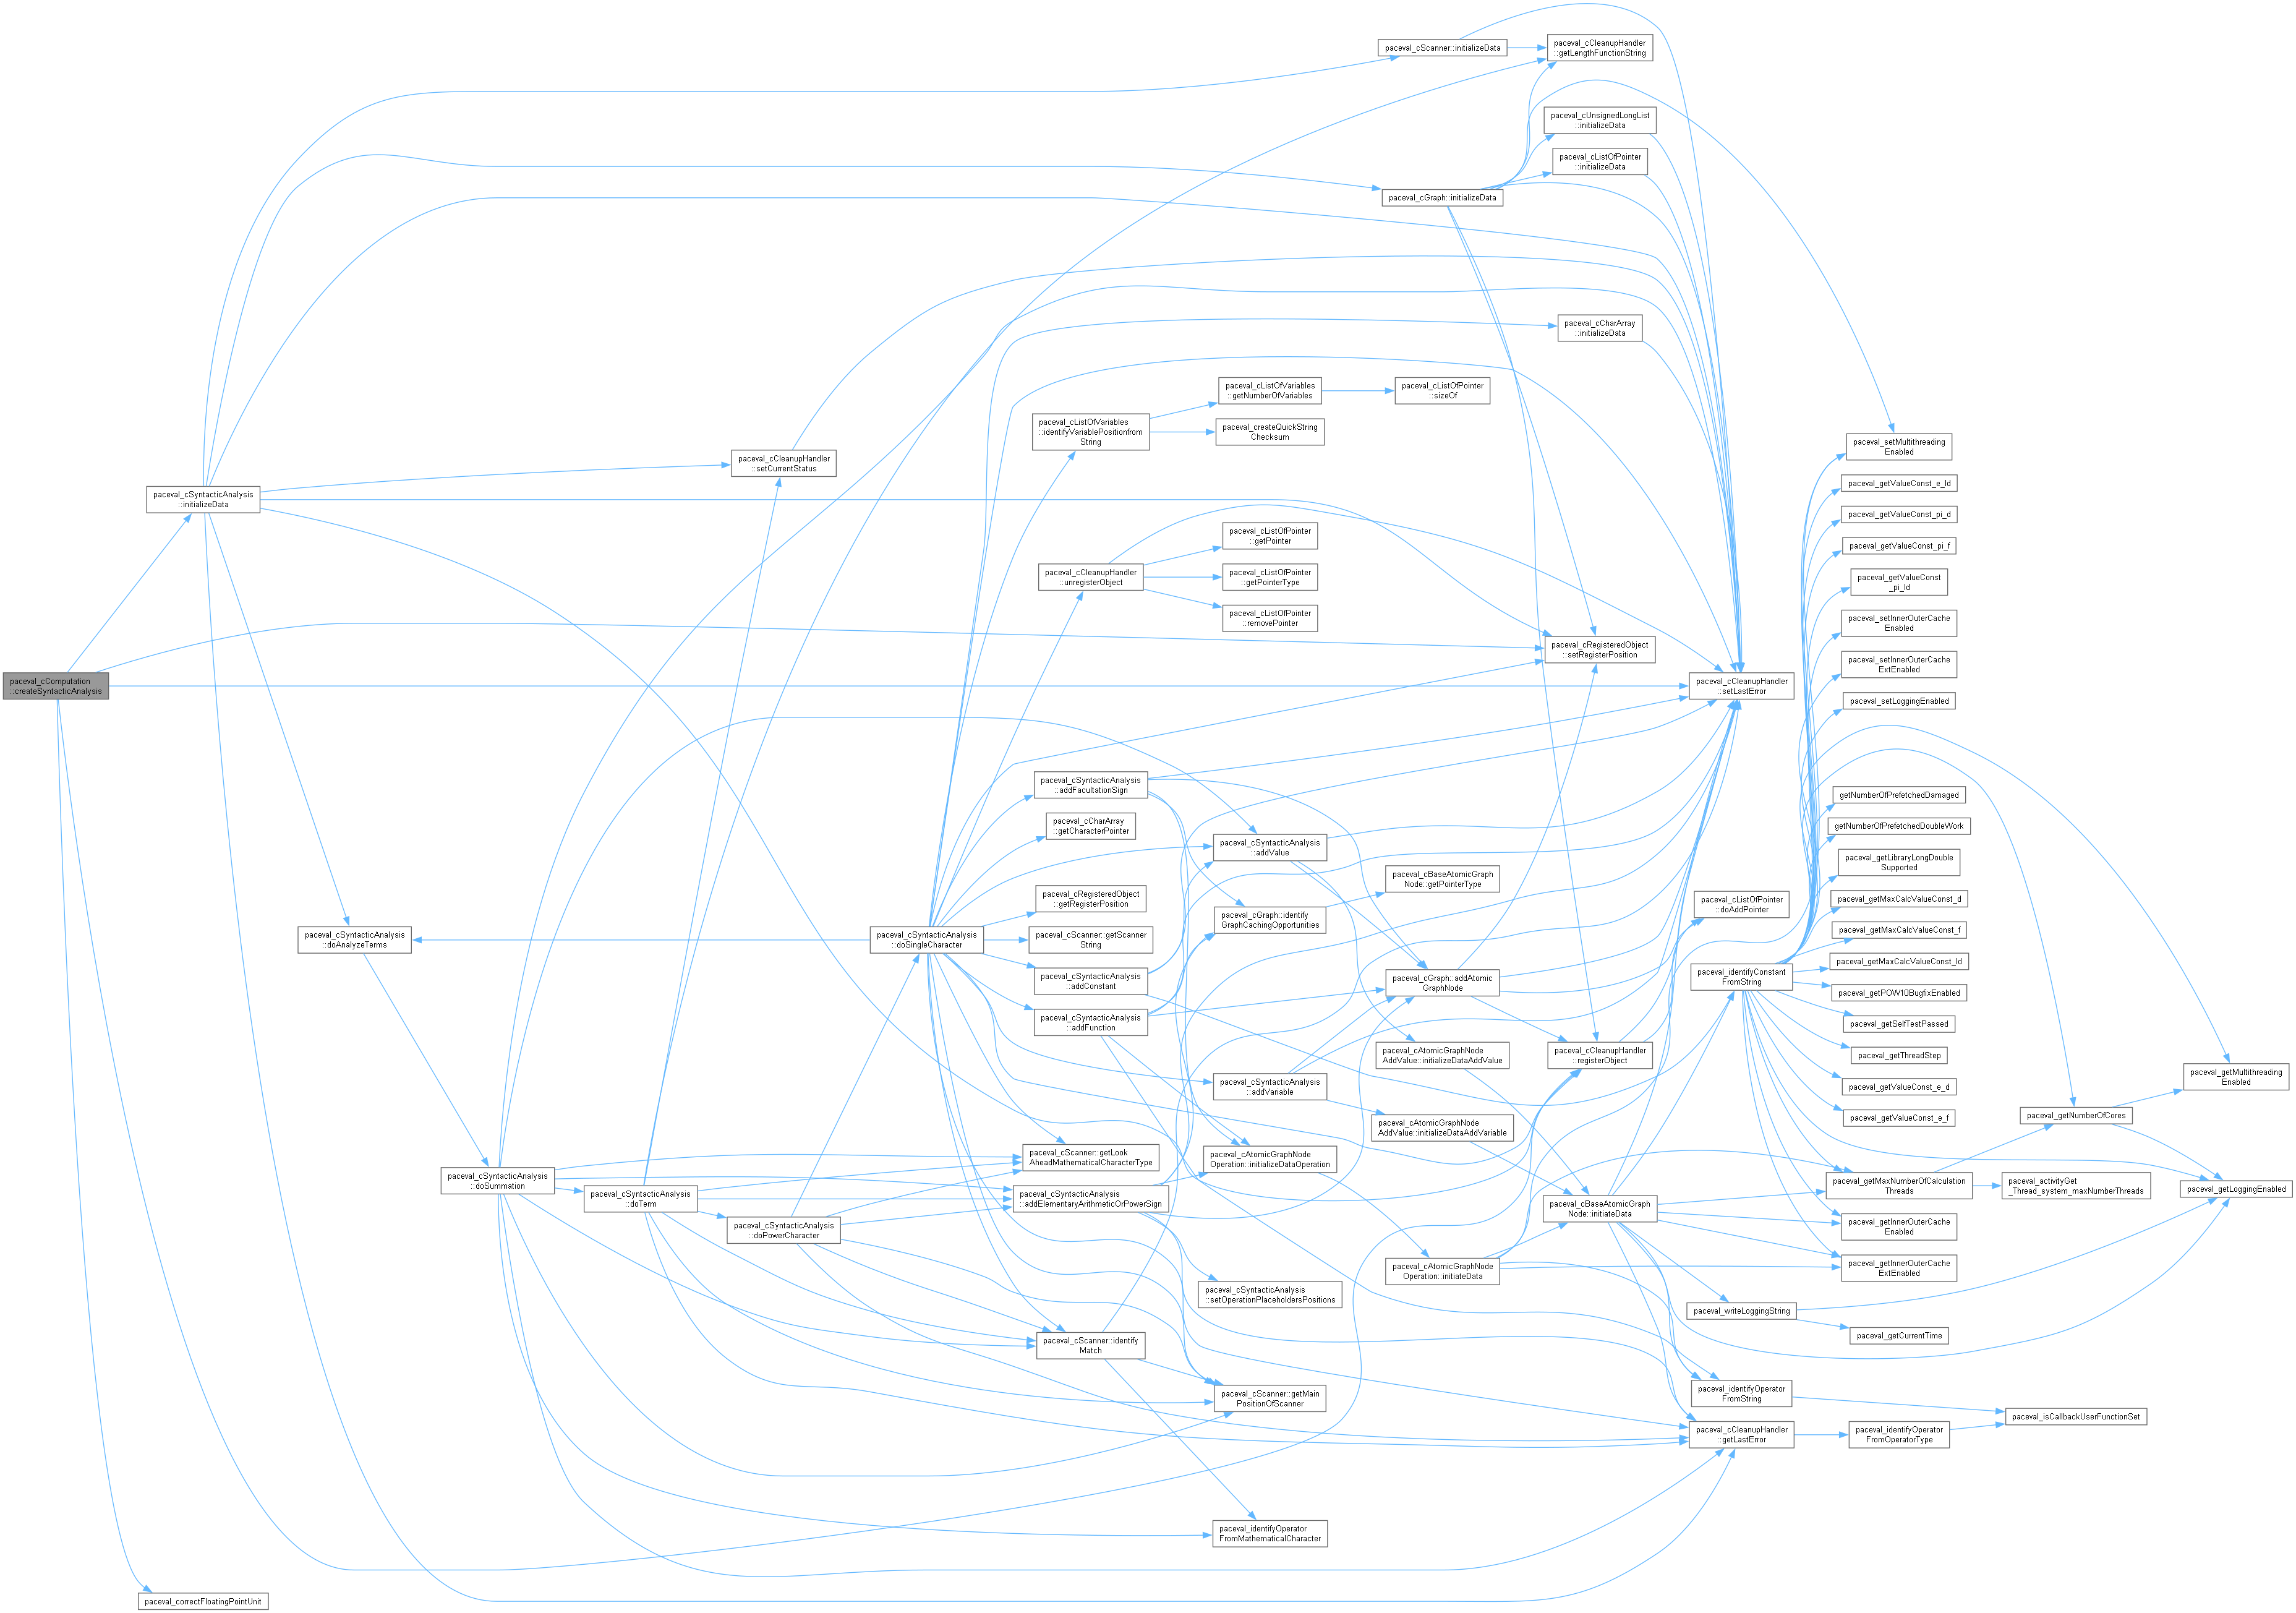 paceval_cComputation
::createSyntacticAnalysis
paceval_cSyntacticAnalysis
::initializeData
paceval_correctFloatingPointUnit
paceval_cSyntacticAnalysis
::doAnalyzeTerms
paceval_cSyntacticAnalysis
::doSummation
paceval_cSyntacticAnalysis
::doTerm
paceval_cCleanupHandler
::setCurrentStatus
paceval_cSyntacticAnalysis
::doPowerCharacter
paceval_cSyntacticAnalysis
::doSingleCharacter
paceval_cListOfVariables
::identifyVariablePositionfrom
String
paceval_cCleanupHandler
::unregisterObject
paceval_cSyntacticAnalysis
::addFacultationSign
paceval_cCharArray
::getCharacterPointer
paceval_cRegisteredObject
::getRegisterPosition
paceval_cScanner::getScanner
String
paceval_cSyntacticAnalysis
::addConstant
paceval_cSyntacticAnalysis
::addFunction
paceval_cScanner::getLook
AheadMathematicalCharacterType
paceval_cSyntacticAnalysis
::addElementaryArithmeticOrPowerSign
paceval_cScanner::identify
Match
paceval_cListOfVariables
::getNumberOfVariables
paceval_createQuickString
Checksum
paceval_cListOfPointer
::getPointer
paceval_cListOfPointer
::getPointerType
paceval_cListOfPointer
::removePointer
paceval_cSyntacticAnalysis
::addValue
paceval_cGraph::identify
GraphCachingOpportunities
paceval_cSyntacticAnalysis
::addVariable
paceval_cAtomicGraphNode
Operation::initializeDataOperation
paceval_cSyntacticAnalysis
::setOperationPlaceholdersPositions
paceval_cScanner::getMain
PositionOfScanner
paceval_identifyOperator
FromMathematicalCharacter
paceval_cScanner::initializeData
paceval_cGraph::initializeData
paceval_cListOfPointer
::sizeOf
paceval_cBaseAtomicGraph
Node::getPointerType
paceval_cGraph::addAtomic
GraphNode
paceval_cAtomicGraphNode
AddValue::initializeDataAddValue
paceval_cAtomicGraphNode
AddValue::initializeDataAddVariable
paceval_cAtomicGraphNode
Operation::initiateData
paceval_cCleanupHandler
::getLengthFunctionString
paceval_cUnsignedLongList
::initializeData
paceval_cListOfPointer
::initializeData
paceval_cCharArray
::initializeData
paceval_cRegisteredObject
::setRegisterPosition
paceval_cCleanupHandler
::registerObject
paceval_cBaseAtomicGraph
Node::initiateData
paceval_cCleanupHandler
::setLastError
paceval_cListOfPointer
::doAddPointer
paceval_identifyConstant
FromString
paceval_writeLoggingString
paceval_identifyOperator
FromString
paceval_cCleanupHandler
::getLastError
paceval_setMultithreading
Enabled
paceval_getValueConst_e_ld
paceval_getValueConst_pi_d
paceval_getValueConst_pi_f
paceval_getValueConst
_pi_ld
paceval_setInnerOuterCache
Enabled
paceval_setInnerOuterCache
ExtEnabled
paceval_setLoggingEnabled
getNumberOfPrefetchedDamaged
getNumberOfPrefetchedDoubleWork
paceval_getLibraryLongDouble
Supported
paceval_getMaxCalcValueConst_d
paceval_getMaxCalcValueConst_f
paceval_getMaxCalcValueConst_ld
paceval_getPOW10BugfixEnabled
paceval_getSelfTestPassed
paceval_getThreadStep
paceval_getValueConst_e_d
paceval_getValueConst_e_f
paceval_getMaxNumberOfCalculation
Threads
paceval_getInnerOuterCache
Enabled
paceval_getInnerOuterCache
ExtEnabled
paceval_getCurrentTime
paceval_identifyOperator
FromOperatorType
paceval_getNumberOfCores
paceval_activityGet
_Thread_system_maxNumberThreads
paceval_isCallbackUserFunctionSet
paceval_getMultithreading
Enabled
paceval_getLoggingEnabled